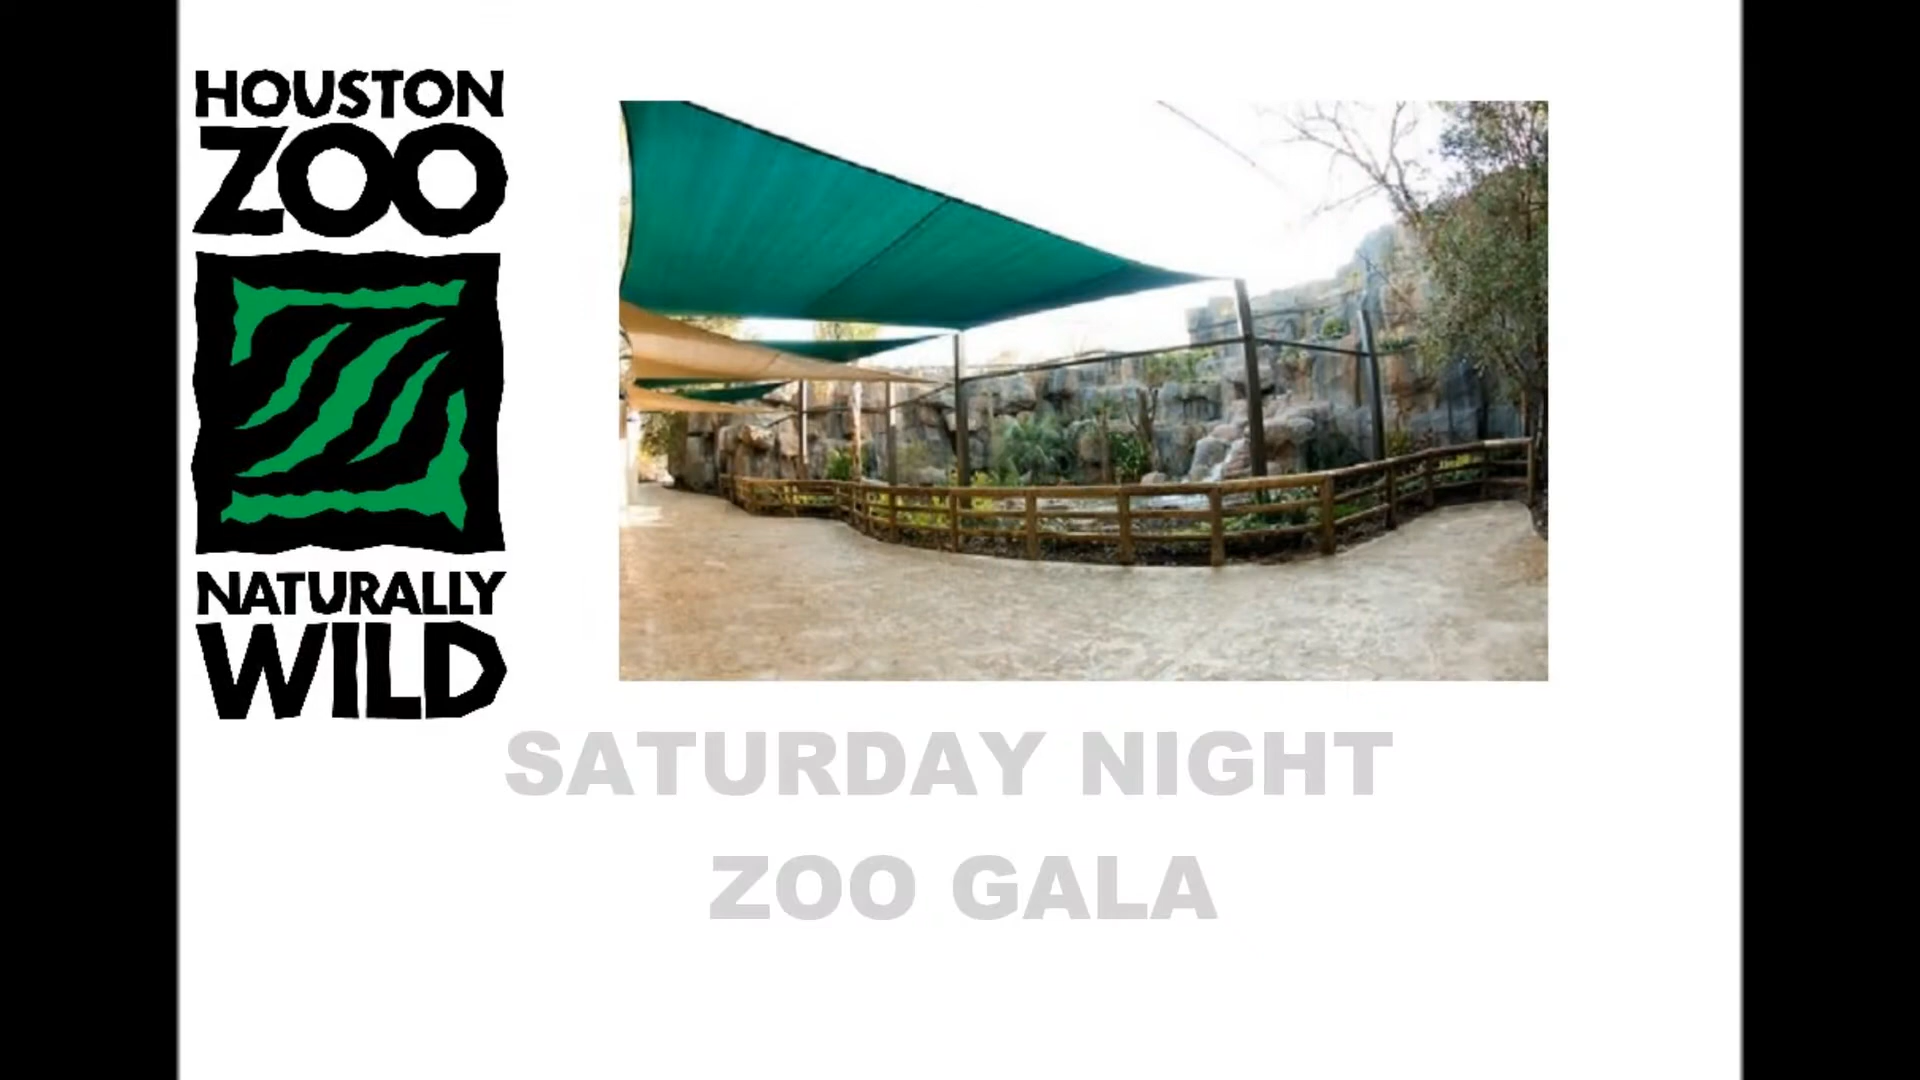 HOUSTON
ZOO
NATURALLY
WILD
SATURDAY NIGHT
ZOO GALA